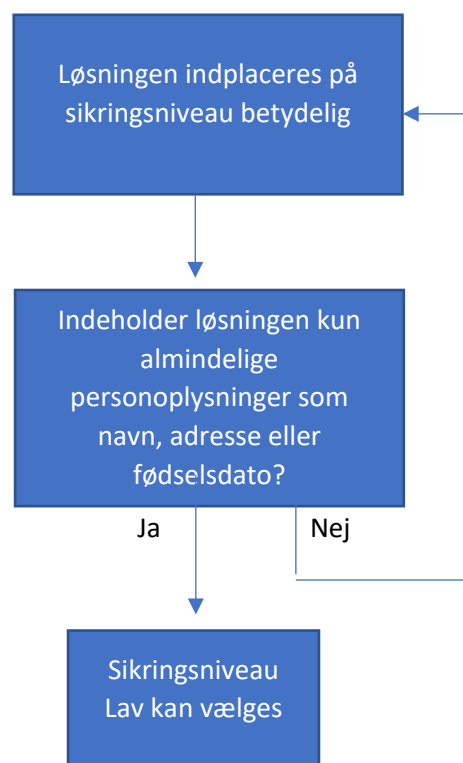 Løsningen indplaceres på
sikringsniveau betydelig
Indeholder løsningen kun
almindelige
personoplysninger som
navn, adresse eller
fødselsdato?
Ja
Nej
Sikringsniveau
Lav kan vælges